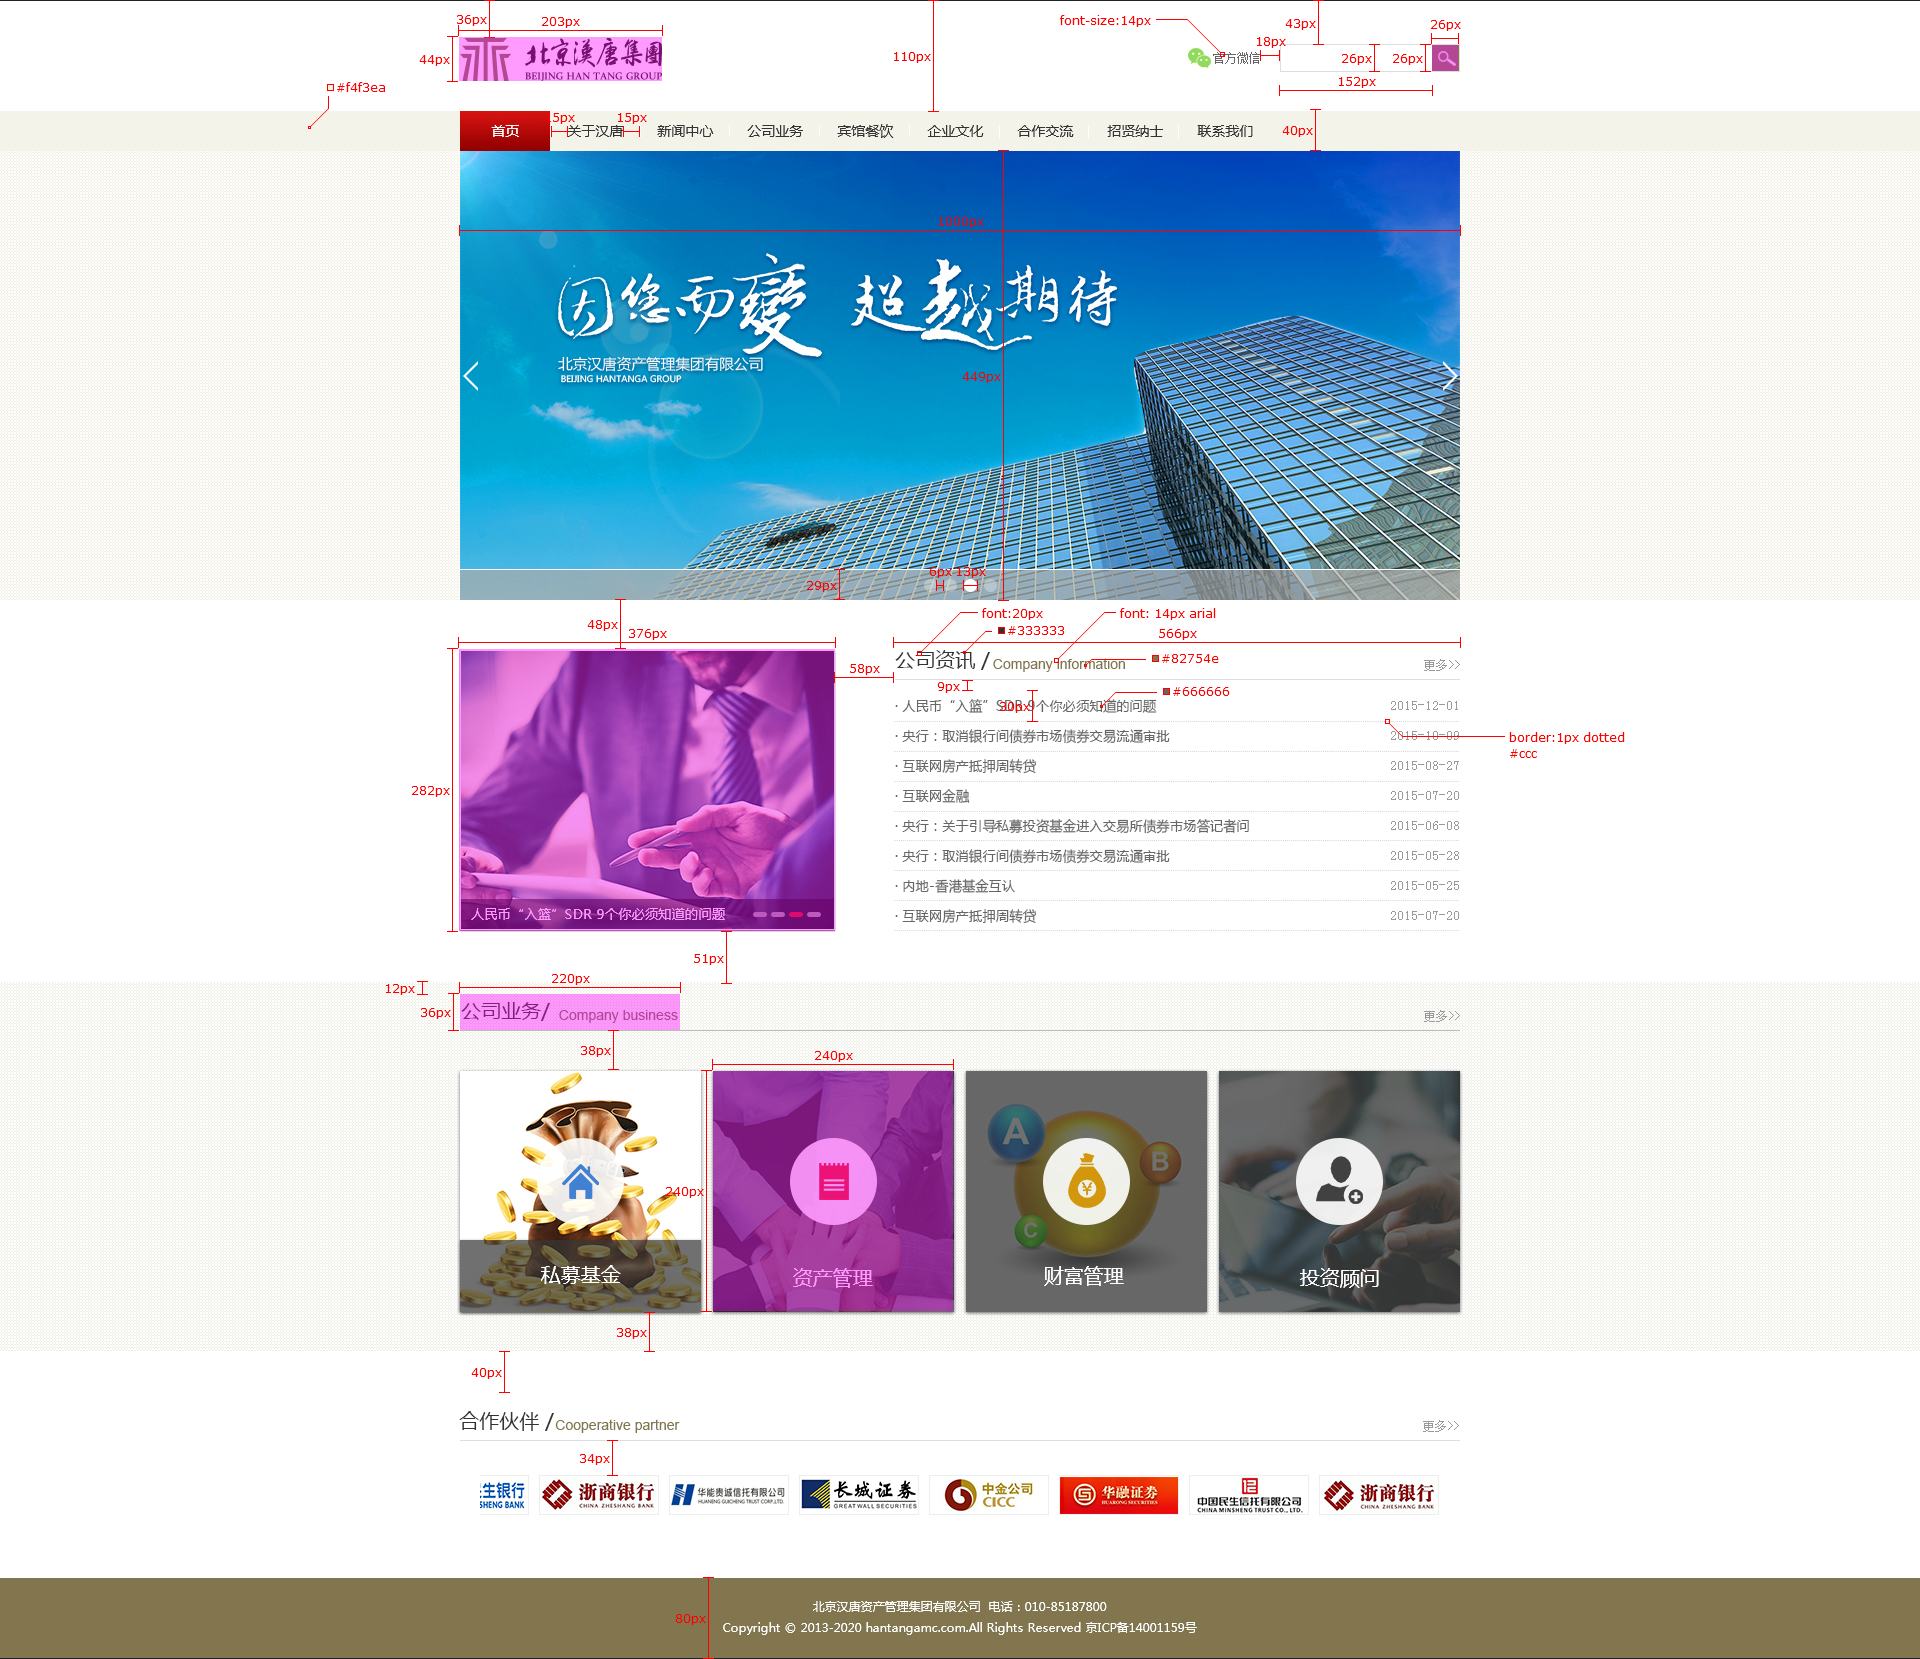 36px
203px
font-size:14px
43px
26px
44px
北京漢唐集團
BEIJING HAN TANG GROUP
110px
官方微信
18px
26px
26px
152px
#f4f3ea
首页
15px
关于汉唐
15px
新闻中心
公司业务
宾馆餐饮
企业文化
合作交流
招贤纳士
联系我们
40px
1000px
因您而變 超越期待
北京汉唐资产管理集团有限公司
BEIJING HANTANGA GROUP
449px
29px
6px
13px
48px
376px
font:20px
#333333
font: 14px arial
566px
公司资讯 /
Company information
#82754e
更多>>
58px
9px
30px
#666666
· 人民币“入篮”SDR 9个你必须知道的问题
2015-12-01
· 央行：取消银行间债券市场债券交易流通审批
2015-10-09
border:1px dotted
#ccc
· 互联网房产抵押周转贷
2015-08-27
· 互联网金融
2015-07-20
· 央行：关于引导私募投资基金进入交易所债券市场答记者问
2015-06-08
· 央行：取消银行间债券市场债券交易流通审批
2015-05-28
· 内地-香港基金互认
2015-05-25
· 互联网房产抵押周转贷
2015-07-20
282px
人民币“入篮”SDR 9个你必须知道的问题
51px
12px
220px
36px
公司业务/
Company business
更多>>
38px
240px
240px
A
B
C
私募基金
资产管理
财富管理
投资顾问
38px
40px
合作伙伴 /
Cooperative partner
更多>>
34px
生银行
SHENG BANK
浙商银行
CHINA ZHESHANG BANK
华能贵诚信托有限公司
HUANENG GUICHENG TRUST CORP.,LTD.
长城证券
GREAT WALL SECURITIES
中金公司
CICC
华融证券
HUARONG SECURITIES
中国民生信托有限公司
CHINA MINSHENG TRUST CO., LTD.
浙商银行
CHINA ZHESHANG BANK
80px
北京汉唐资产管理集团有限公司 电话：010-85187800
Copyright © 2013-2020 hantangamc.com.All Rights Reserved 京ICP备14001159号